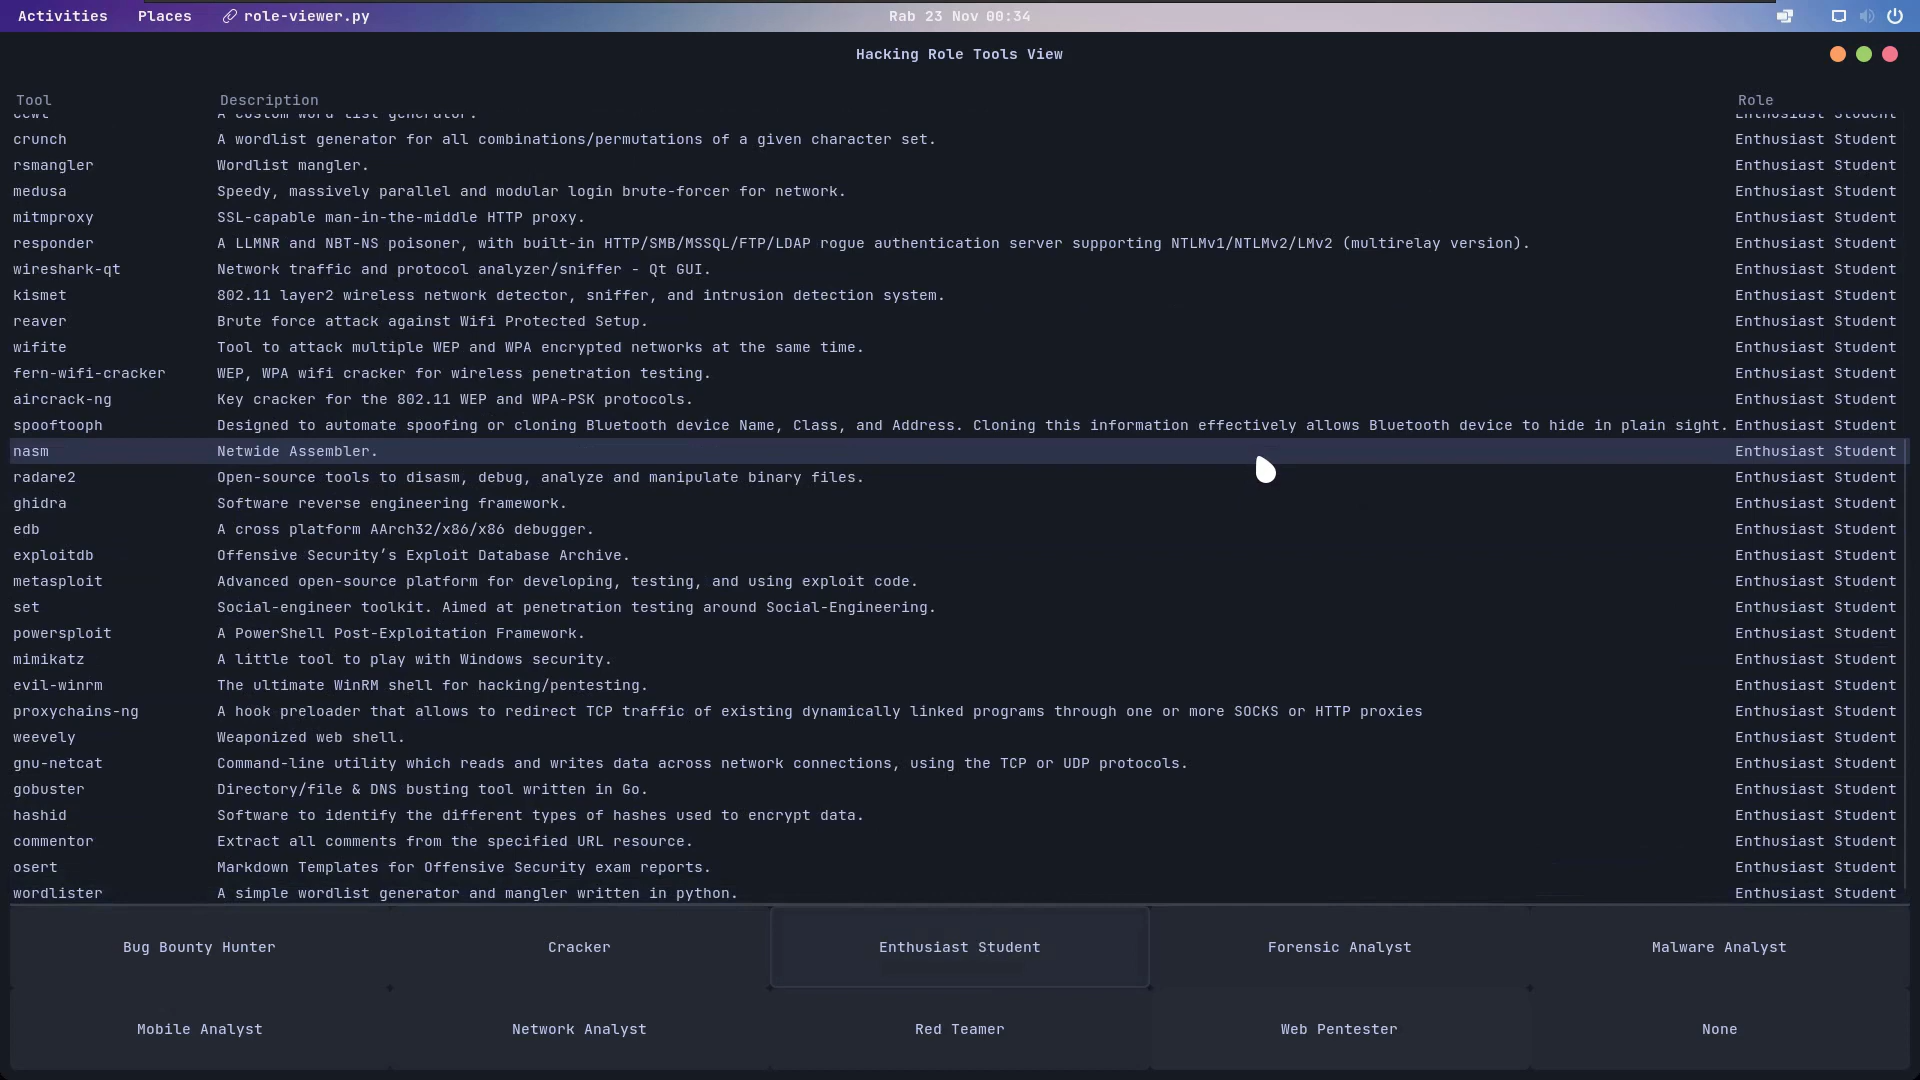 Activities Places role-viewer.py Rab 23 Nov 00:34
Hacking Role Tools View
Tool Description Role
cewl A custom word list generator. Enthusiast Student
crunch A wordlist generator for all combinations/permutations of a given character set. Enthusiast Student
rsmangler Wordlist mangler. Enthusiast Student
medusa Speedy, massively parallel and modular login brute-forcer for network. Enthusiast Student
mitmproxy SSL-capable man-in-the-middle HTTP proxy. Enthusiast Student
responder A LLMNR and NBT-NS poisoner, with built-in HTTP/SMB/MSSQL/FTP/LDAP rogue authentication server supporting NTLMv1/NTLMv2/LMv2 (multirelay version). Enthusiast Student
wireshark-qt Network traffic and protocol analyzer/sniffer - Qt GUI. Enthusiast Student
kismet 802.11 layer2 wireless network detector, sniffer, and intrusion detection system. Enthusiast Student
reaver Brute force attack against Wifi Protected Setup. Enthusiast Student
wifite Tool to attack multiple WEP and WPA encrypted networks at the same time. Enthusiast Student
fern-wifi-cracker WEP, WPA wifi cracker for wireless penetration testing. Enthusiast Student
aircrack-ng Key cracker for the 802.11 WEP and WPA-PSK protocols. Enthusiast Student
spooftooph Designed to automate spoofing or cloning Bluetooth device Name, Class, and Address. Cloning this information effectively allows Bluetooth device to hide in plain sight. Enthusiast Student
nasm Netwide Assembler. Enthusiast Student
radare2 Open-source tools to disasm, debug, analyze and manipulate binary files. Enthusiast Student
ghidra Software reverse engineering framework. Enthusiast Student
edb A cross platform AArch32/x86/x86 debugger. Enthusiast Student
exploitdb Offensive Security’s Exploit Database Archive. Enthusiast Student
metasploit Advanced open-source platform for developing, testing, and using exploit code. Enthusiast Student
set Social-engineer toolkit. Aimed at penetration testing around Social-Engineering. Enthusiast Student
powersploit A PowerShell Post-Exploitation Framework. Enthusiast Student
mimikatz A little tool to play with Windows security. Enthusiast Student
evil-winrm The ultimate WinRM shell for hacking/pentesting. Enthusiast Student
proxychains-ng A hook preloader that allows to redirect TCP traffic of existing dynamically linked programs through one or more SOCKS or HTTP proxies Enthusiast Student
weevely Weaponized web shell. Enthusiast Student
gnu-netcat Command-line utility which reads and writes data across network connections, using the TCP or UDP protocols. Enthusiast Student
gobuster Directory/file & DNS busting tool written in Go. Enthusiast Student
hashid Software to identify the different types of hashes used to encrypt data. Enthusiast Student
commentor Extract all comments from the specified URL resource. Enthusiast Student
osert Markdown Templates for Offensive Security exam reports. Enthusiast Student
wordlister A simple wordlist generator and mangler written in python. Enthusiast Student
Bug Bounty Hunter Cracker Enthusiast Student Forensic Analyst Malware Analyst
Mobile Analyst Network Analyst Red Teamer Web Pentester None